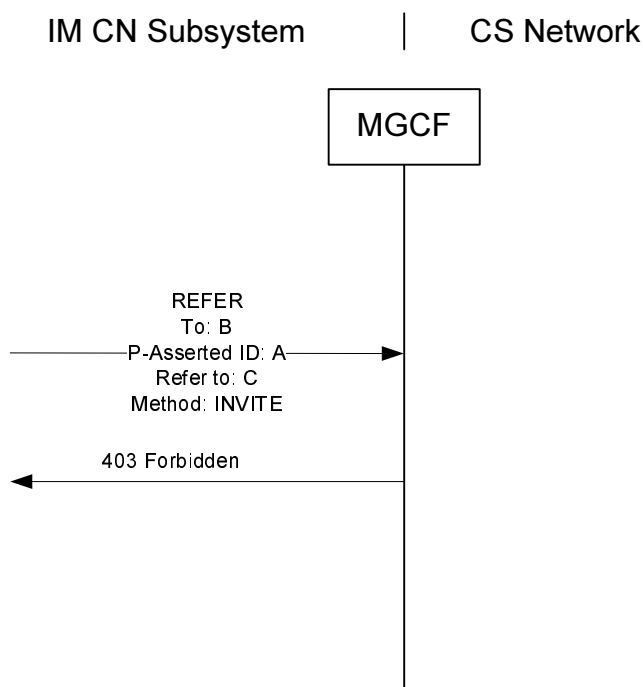 IM CN Subsystem | CS Network
MGCF
REFER
To: B
P-Asserted ID: A
Refer to: C
Method: INVITE
403 Forbidden